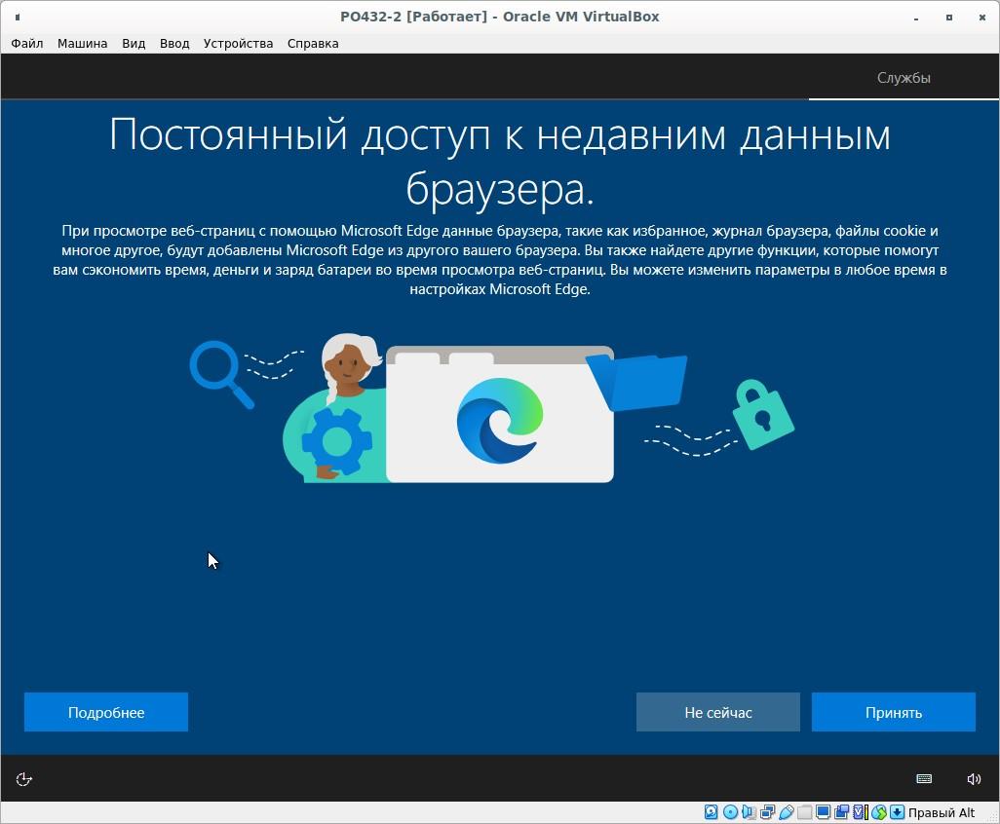 PO432-2 [Работает] - Oracle VM VirtualBox
Файл Машина Вид Ввод Устройства Справка
Службы
Постоянный доступ к недавним данным
браузера.
При просмотре веб-страниц с помощью Microsoft Edge данные браузера, такие как избранное, журнал браузера, файлы cookie и
многое другое, будут добавлены Microsoft Edge из другого вашего браузера. Вы также найдете другие функции, которые помогут
вам сэкономить время, деньги и заряд батареи во время просмотра веб-страниц. Вы можете изменить параметры в любое время в
настройках Microsoft Edge.
Подробнее
Не сейчас
Принять
Правый Alt